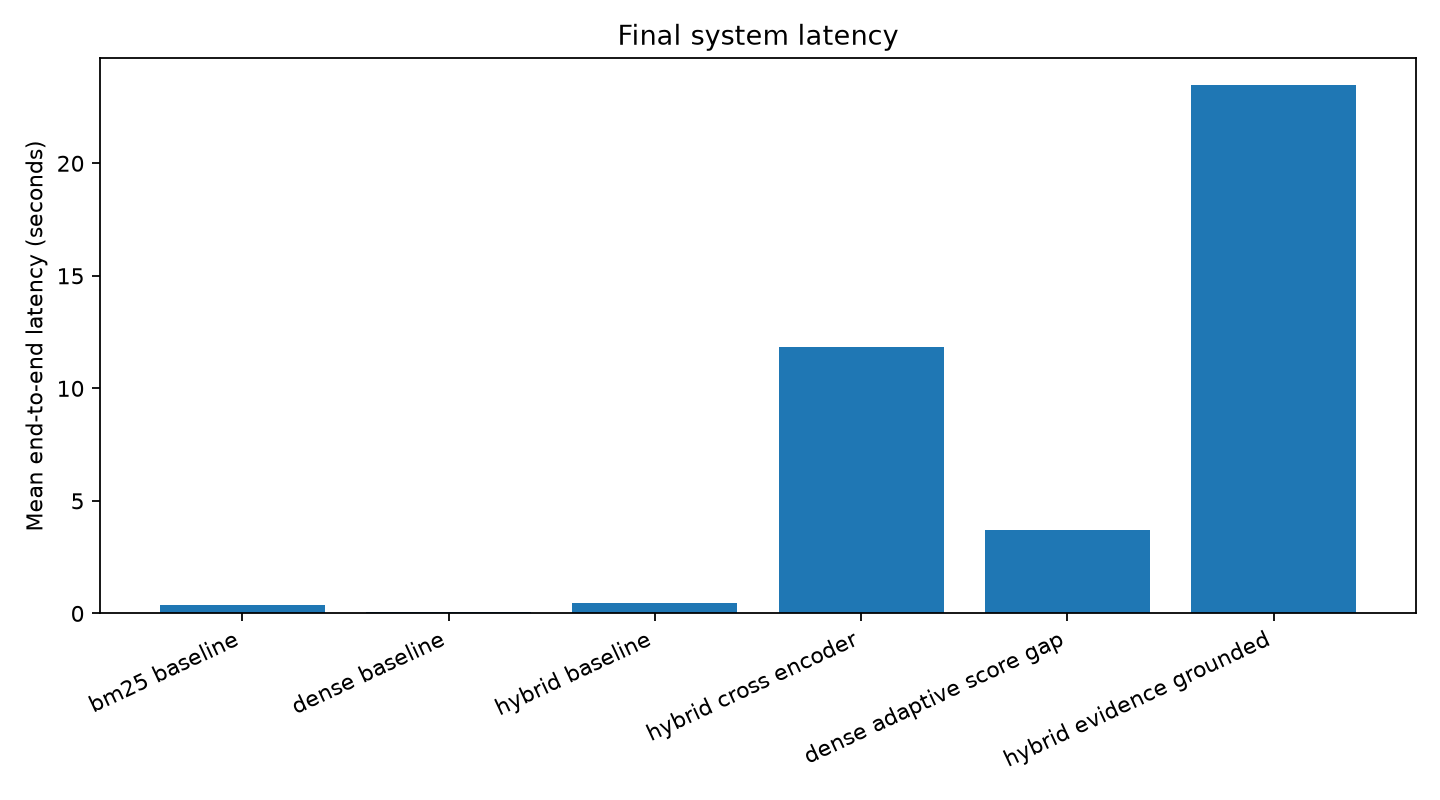 Final system latency
Mean end-to-end latency (seconds)
20
15
10
5
0
bm25 baseline
dense baseline
hybrid baseline
hybrid cross encoder
dense adaptive score gap
hybrid evidence grounded